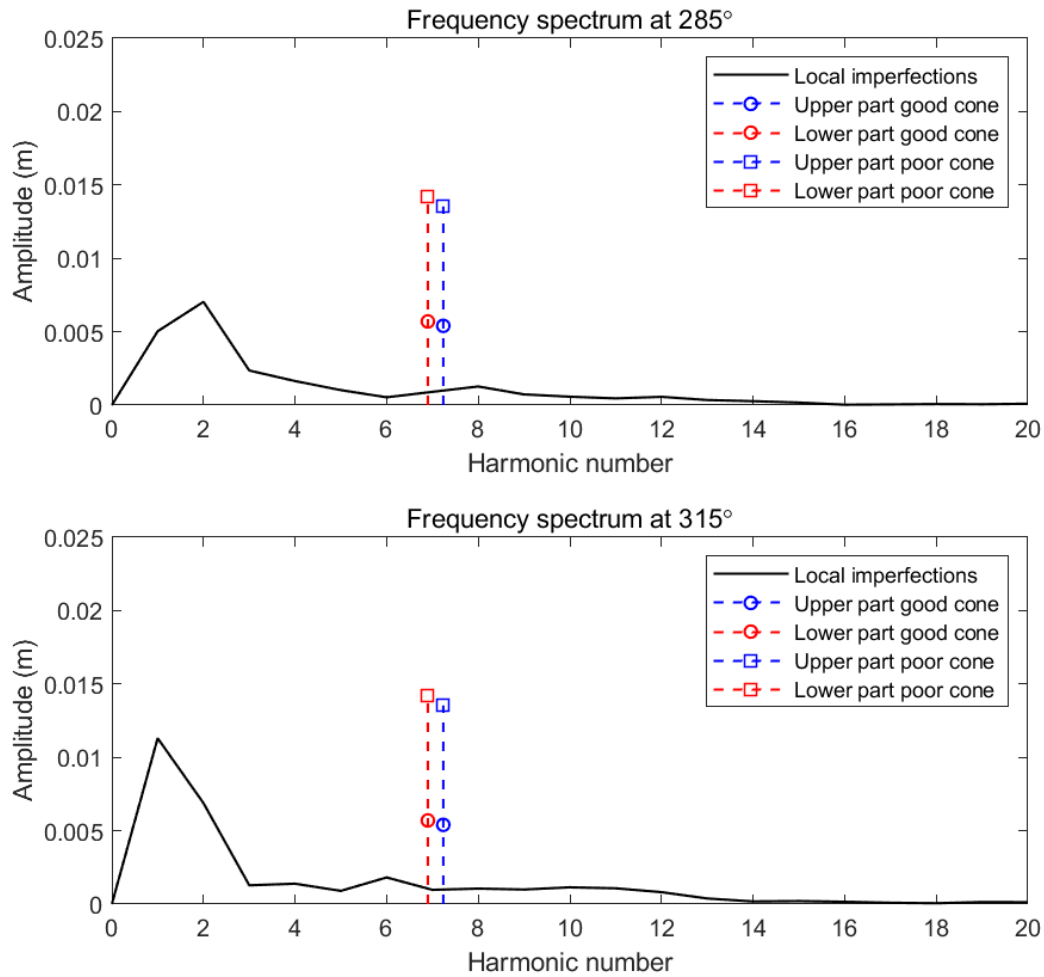 Frequency spectrum at 285°
0.025
0.02
0.015
0.01
0.005
0
Amplitude (m)
Local imperfections
Upper part good cone
Lower part good cone
Upper part poor cone
Lower part poor cone
0 2 4 6 8 10 12 14 16 18 20
Harmonic number
Frequency spectrum at 315°
0.025
0.02
0.015
0.01
0.005
0
Amplitude (m)
Local imperfections
Upper part good cone
Lower part good cone
Upper part poor cone
Lower part poor cone
0 2 4 6 8 10 12 14 16 18 20
Harmonic number